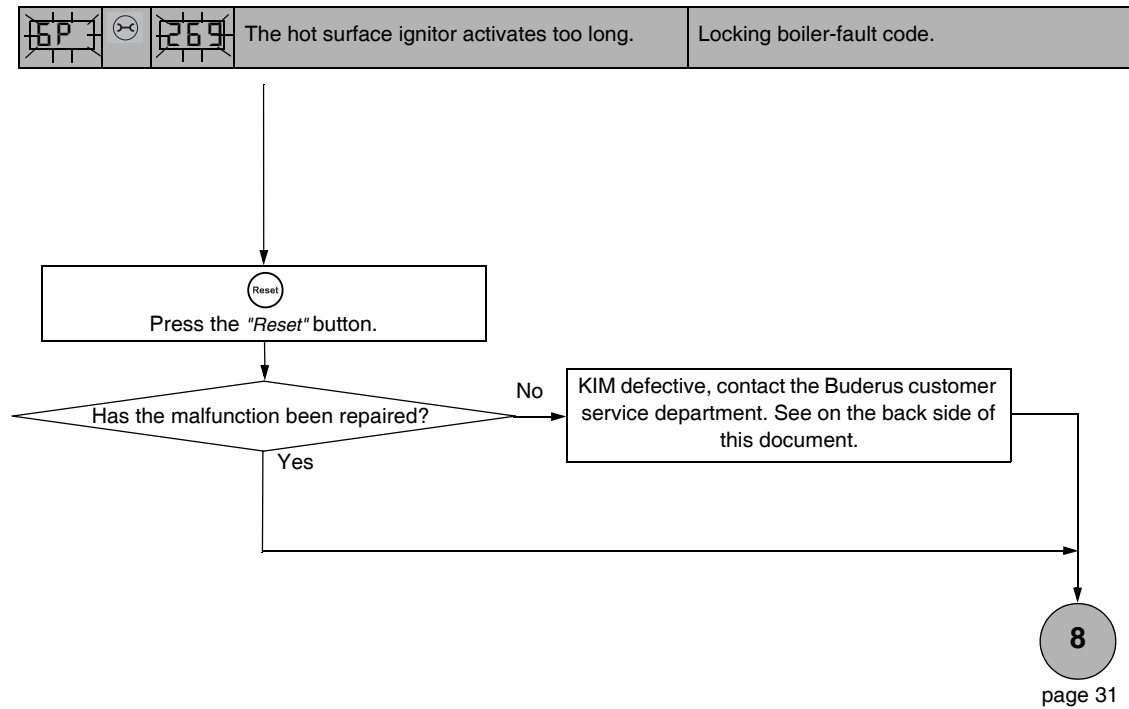 6P
269
The hot surface ignitor activates too long.
Locking boiler-fault code.
Reset
Press the "Reset" button.
Has the malfunction been repaired?
No
KIM defective, contact the Buderus customer
service department. See on the back side of
this document.
Yes
8
page 31